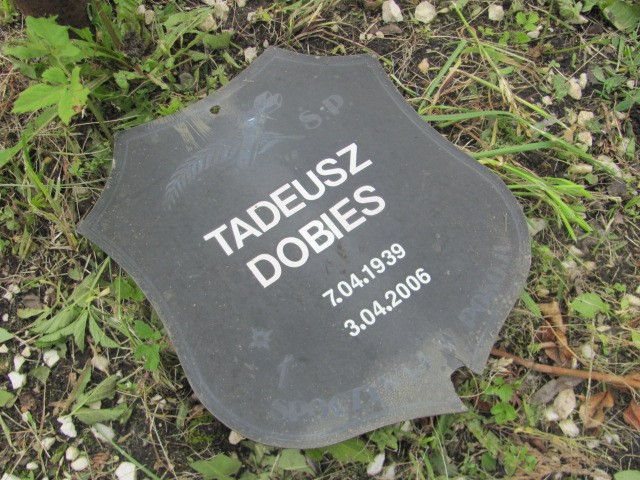 Ś.P.
TADEUSZ
DOBIES
7.04.1939
3.04.2006